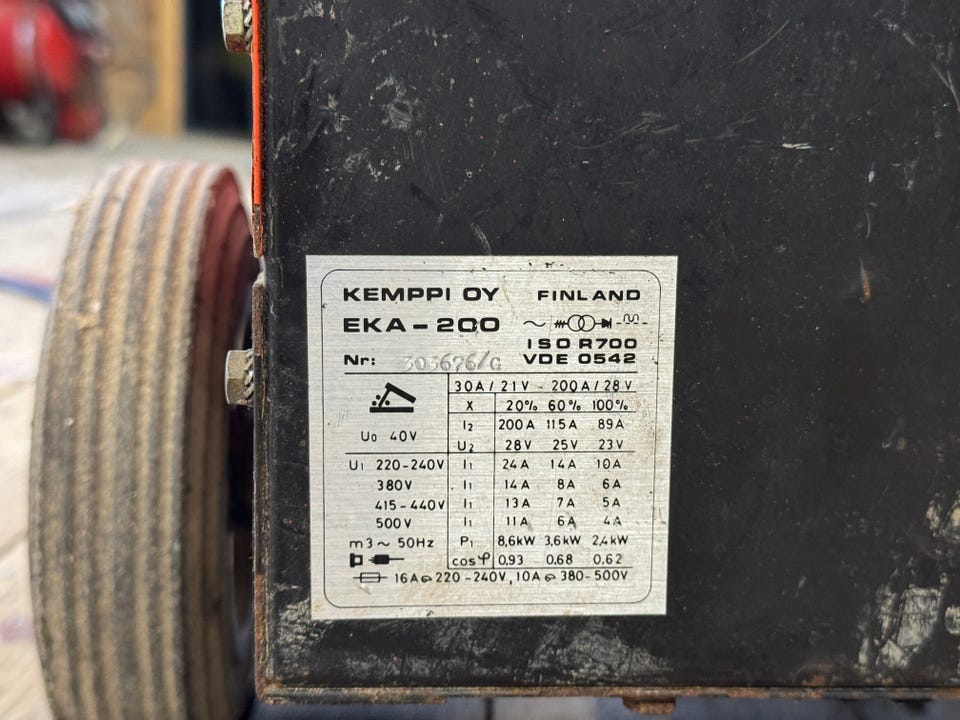 KEMPPI OY FINLAND
EKA-200
ISO R700
Nr: 303676/G VDE 0542
30A/21V - 200A/28V
X 20% 60% 100%
I2 200A 115A 89A
U0 40V
U2 28V 25V 23V
U1 220-240V I1 24A 14A 10A
380V I1 14A 8A 6A
415-440V I1 13A 7A 5A
500V I1 11A 6A 4A
m3~ 50Hz P1 8,6kW 3,6kW 2,4kW
cosφ 0,93 0.68 0,62
16A 220-240V, 10A 380-500V